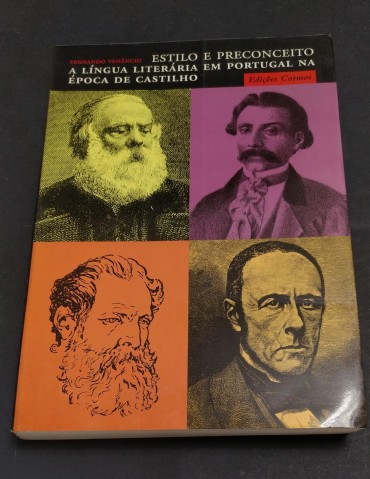 FERNANDO VENÂNCIO ESTILO E PRECONCEITO
A LÍNGUA LITERÁRIA EM PORTUGAL NA
ÉPOCA DE CASTILHO Edições Cosmos